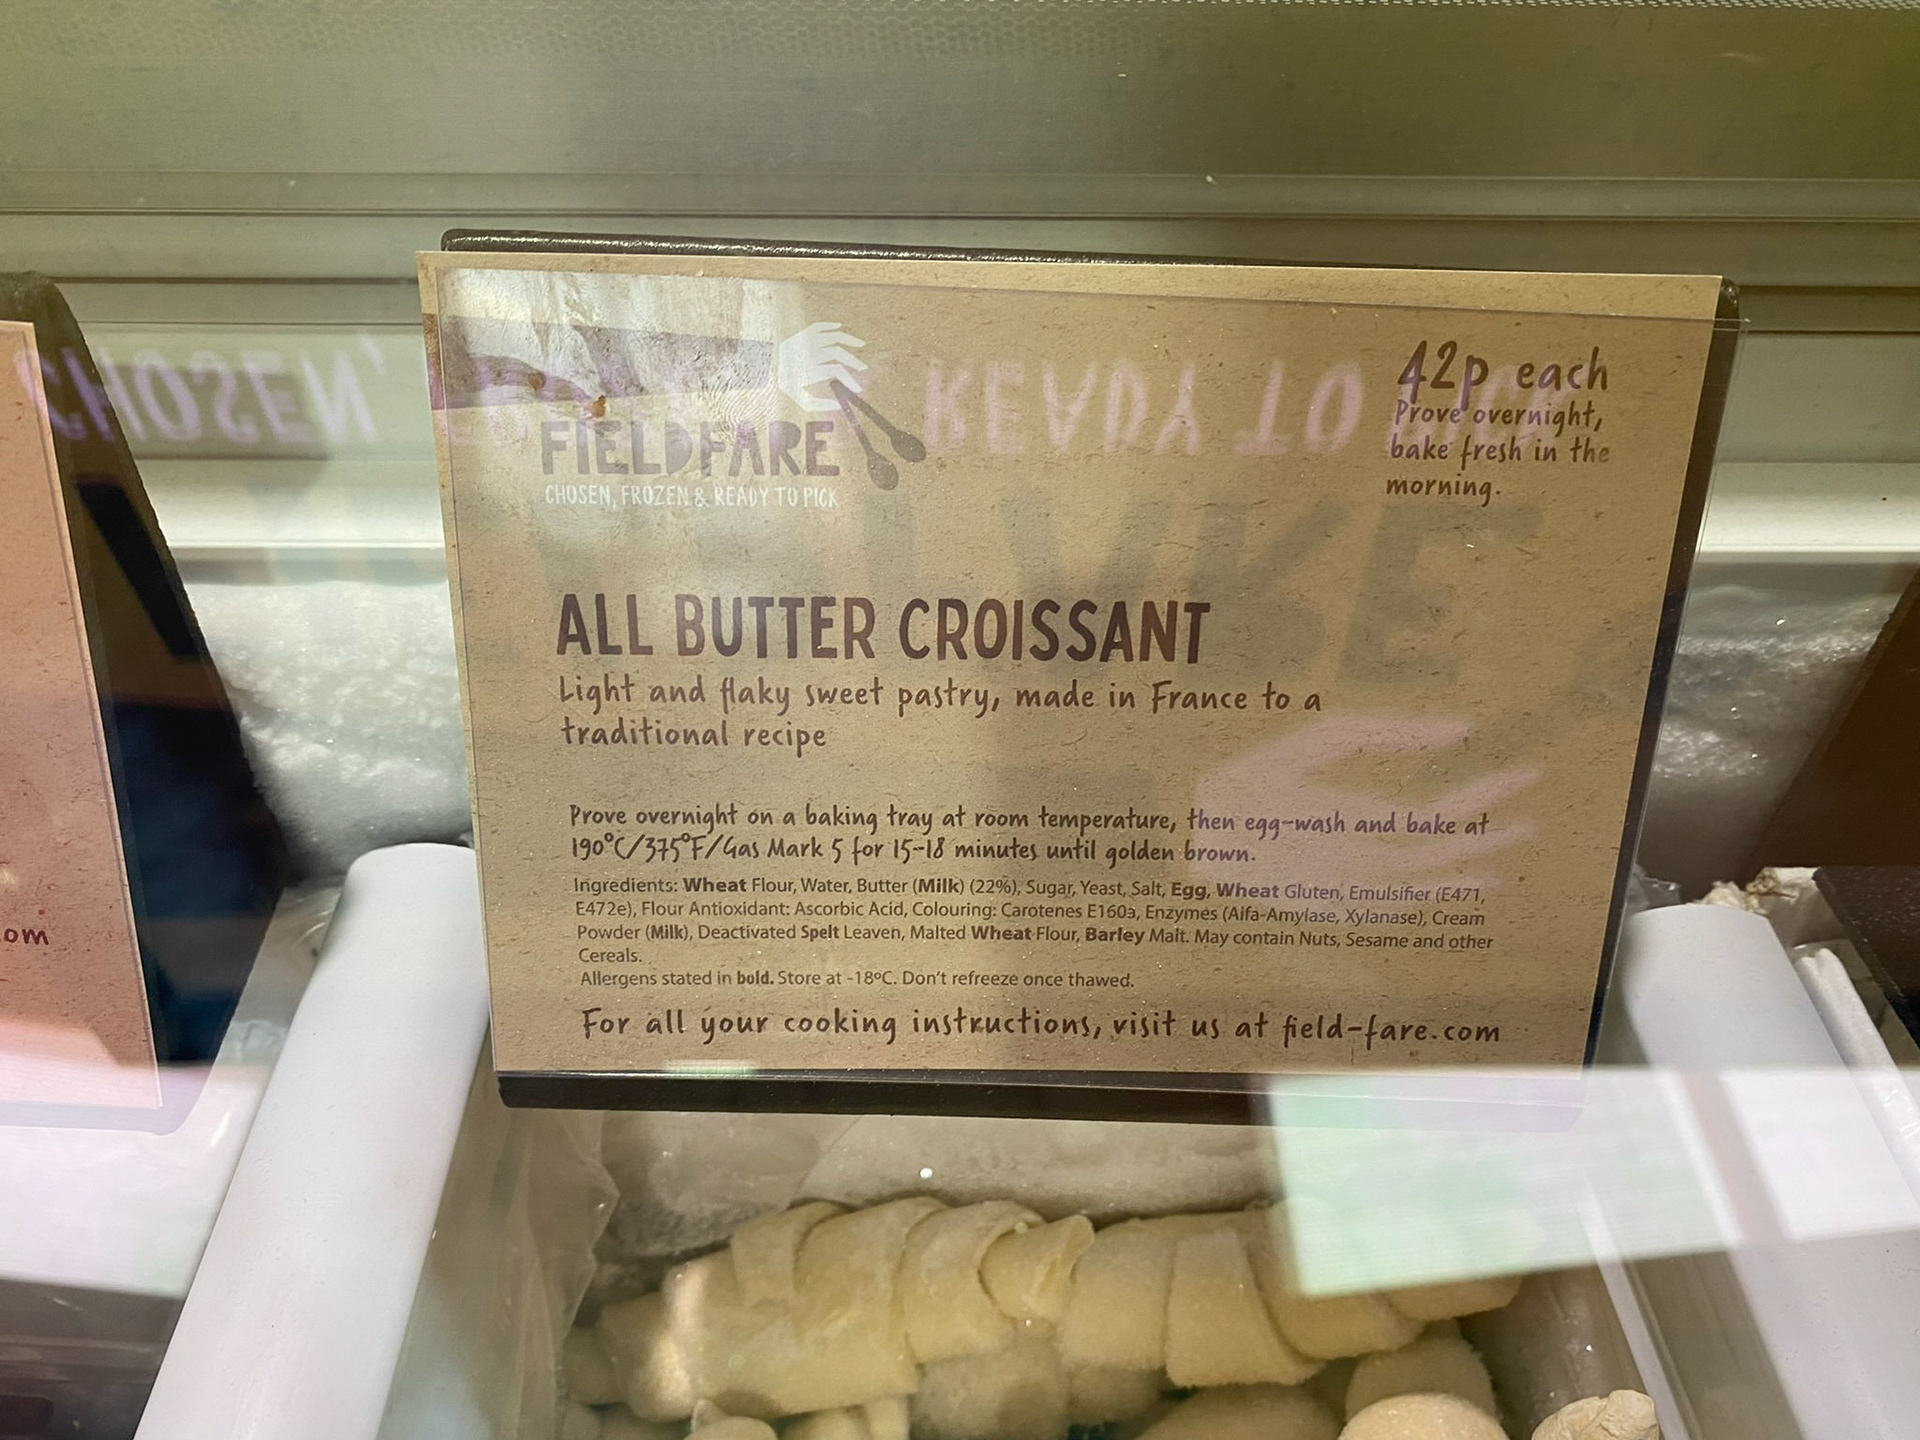 FIELDFARE
CHOSEN, FROZEN & READY TO PICK
42p each
Prove overnight,
bake fresh in the
morning.
ALL BUTTER CROISSANT
Light and flaky sweet pastry, made in France to a
traditional recipe
Prove overnight on a baking tray at room temperature, then egg-wash and bake at
190°C/375°F/Gas Mark 5 for 15-18 minutes until golden brown.
Ingredients: Wheat Flour, Water, Butter (Milk) (22%), Sugar, Yeast, Salt, Egg, Wheat Gluten, Emulsifier (E471,
E472e), Flour Antioxidant: Ascorbic Acid, Colouring: Carotenes E160a, Enzymes (Alfa-Amylase, Xylanase), Cream
Powder (Milk), Deactivated Spelt Leaven, Malted Wheat Flour, Barley Malt. May contain Nuts, Sesame and other
Cereals.
Allergens stated in bold. Store at -18ºC. Don't refreeze once thawed.
For all your cooking instructions, visit us at field-fare.com
om
CHOSEN,
READY TO